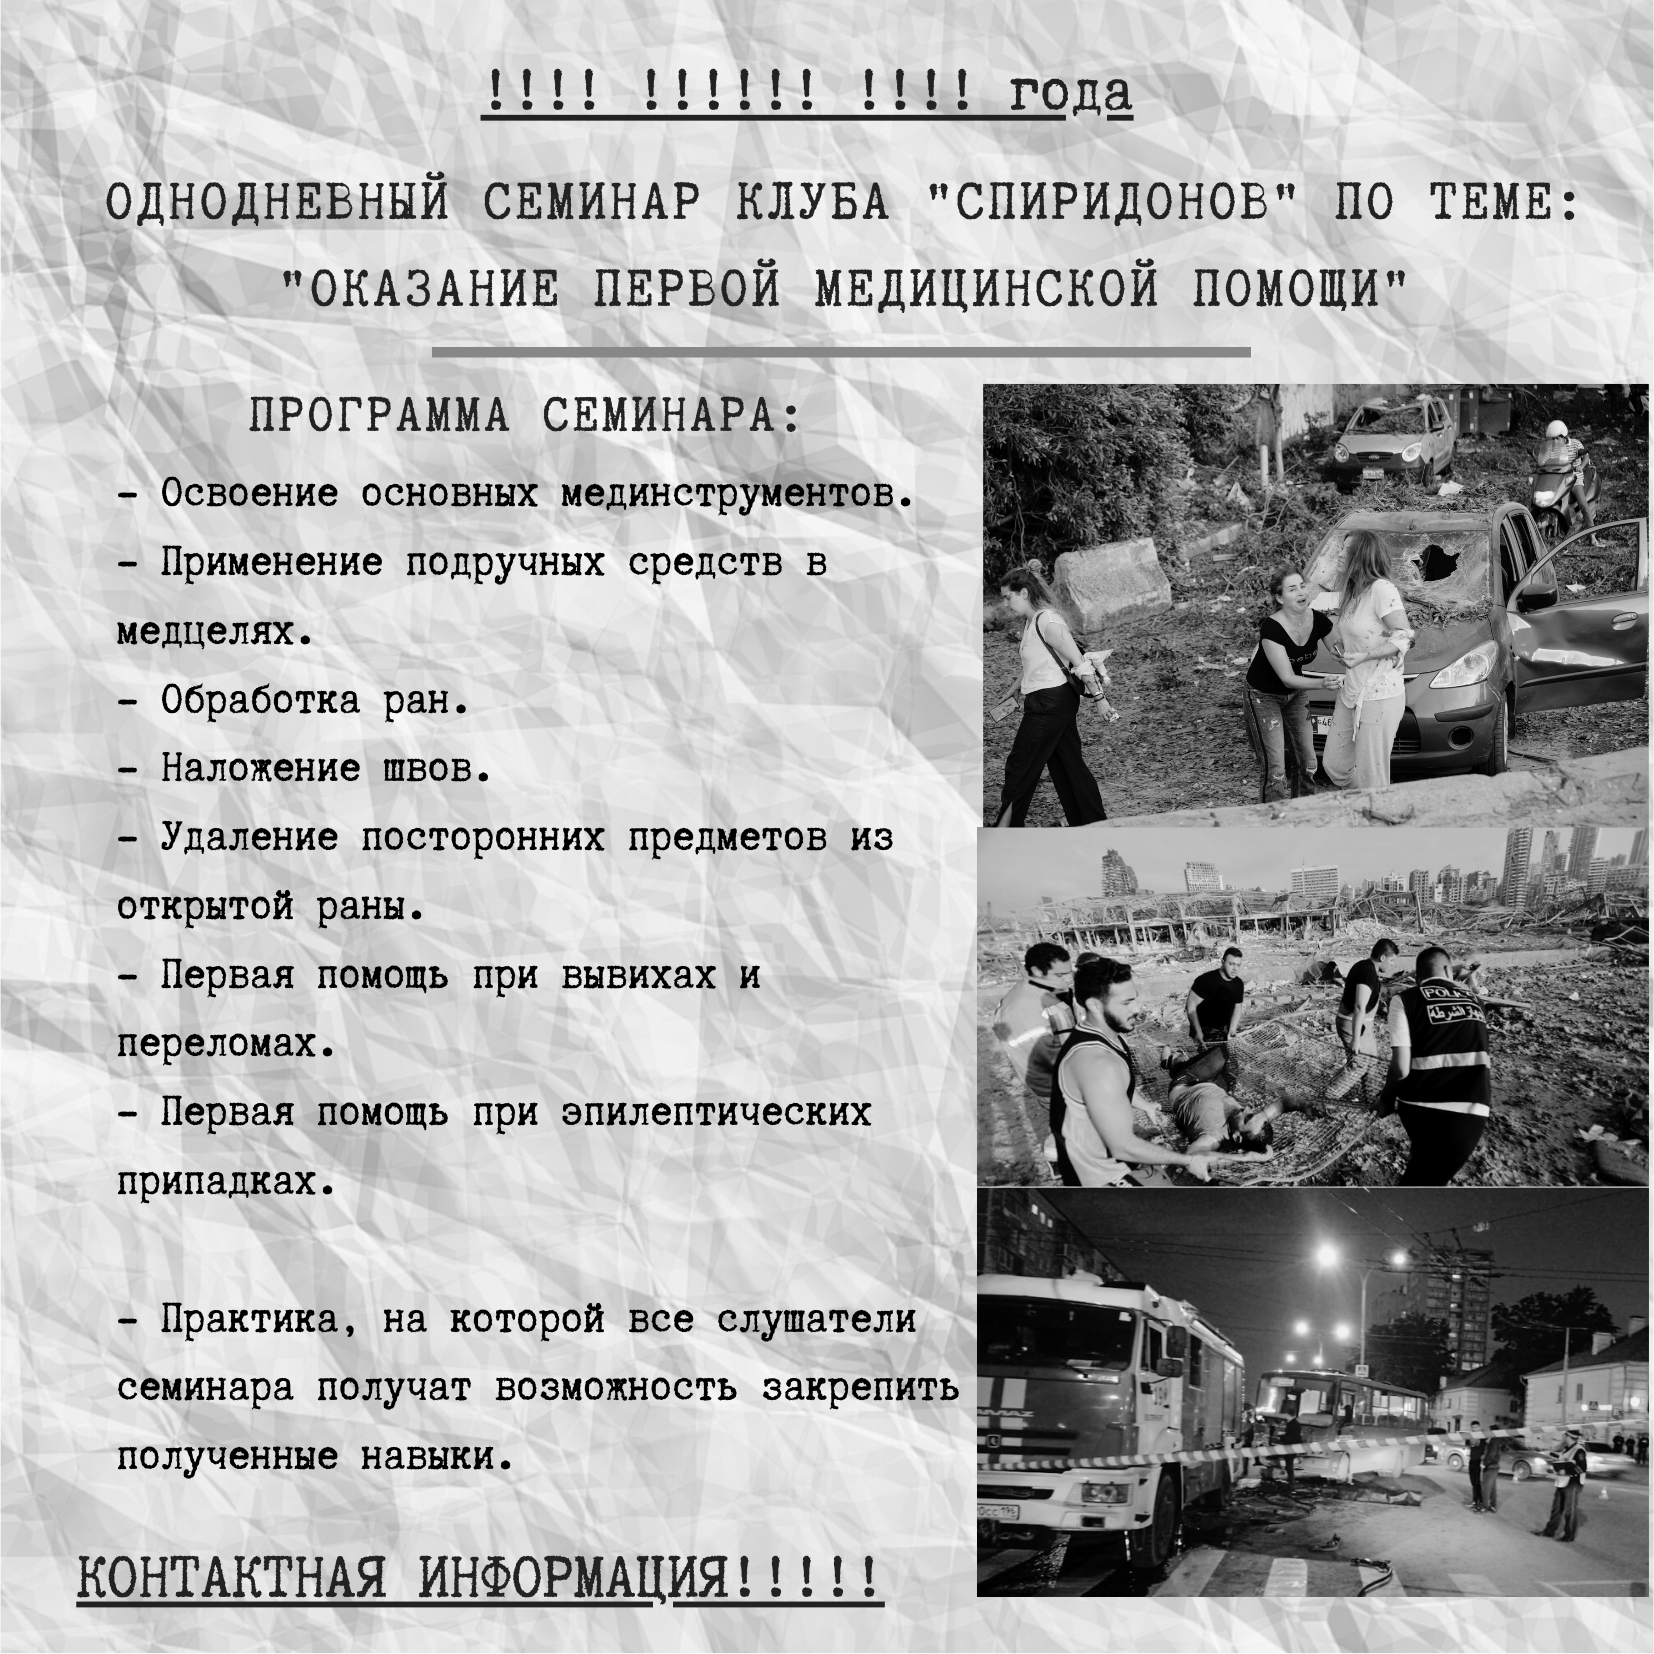 !!!! !!!!!! !!!! года
ОДНОДНЕВНЫЙ СЕМИНАР КЛУБА "СПИРИДОНОВ" ПО ТЕМЕ:
"ОКАЗАНИЕ ПЕРВОЙ МЕДИЦИНСКОЙ ПОМОЩИ"
ПРОГРАММА СЕМИНАРА:
- Освоение основных мединструментов.
- Применение подручных средств в
медцелях.
- Обработка ран.
- Наложение швов.
- Удаление посторонних предметов из
открытой раны.
- Первая помощь при вывихах и
переломах.
- Первая помощь при эпилептических
припадках.
- Практика, на которой все слушатели
семинара получат возможность закрепить
полученные навыки.
КОНТАКТНАЯ ИНФОРМАЦИЯ!!!!!
POLICE